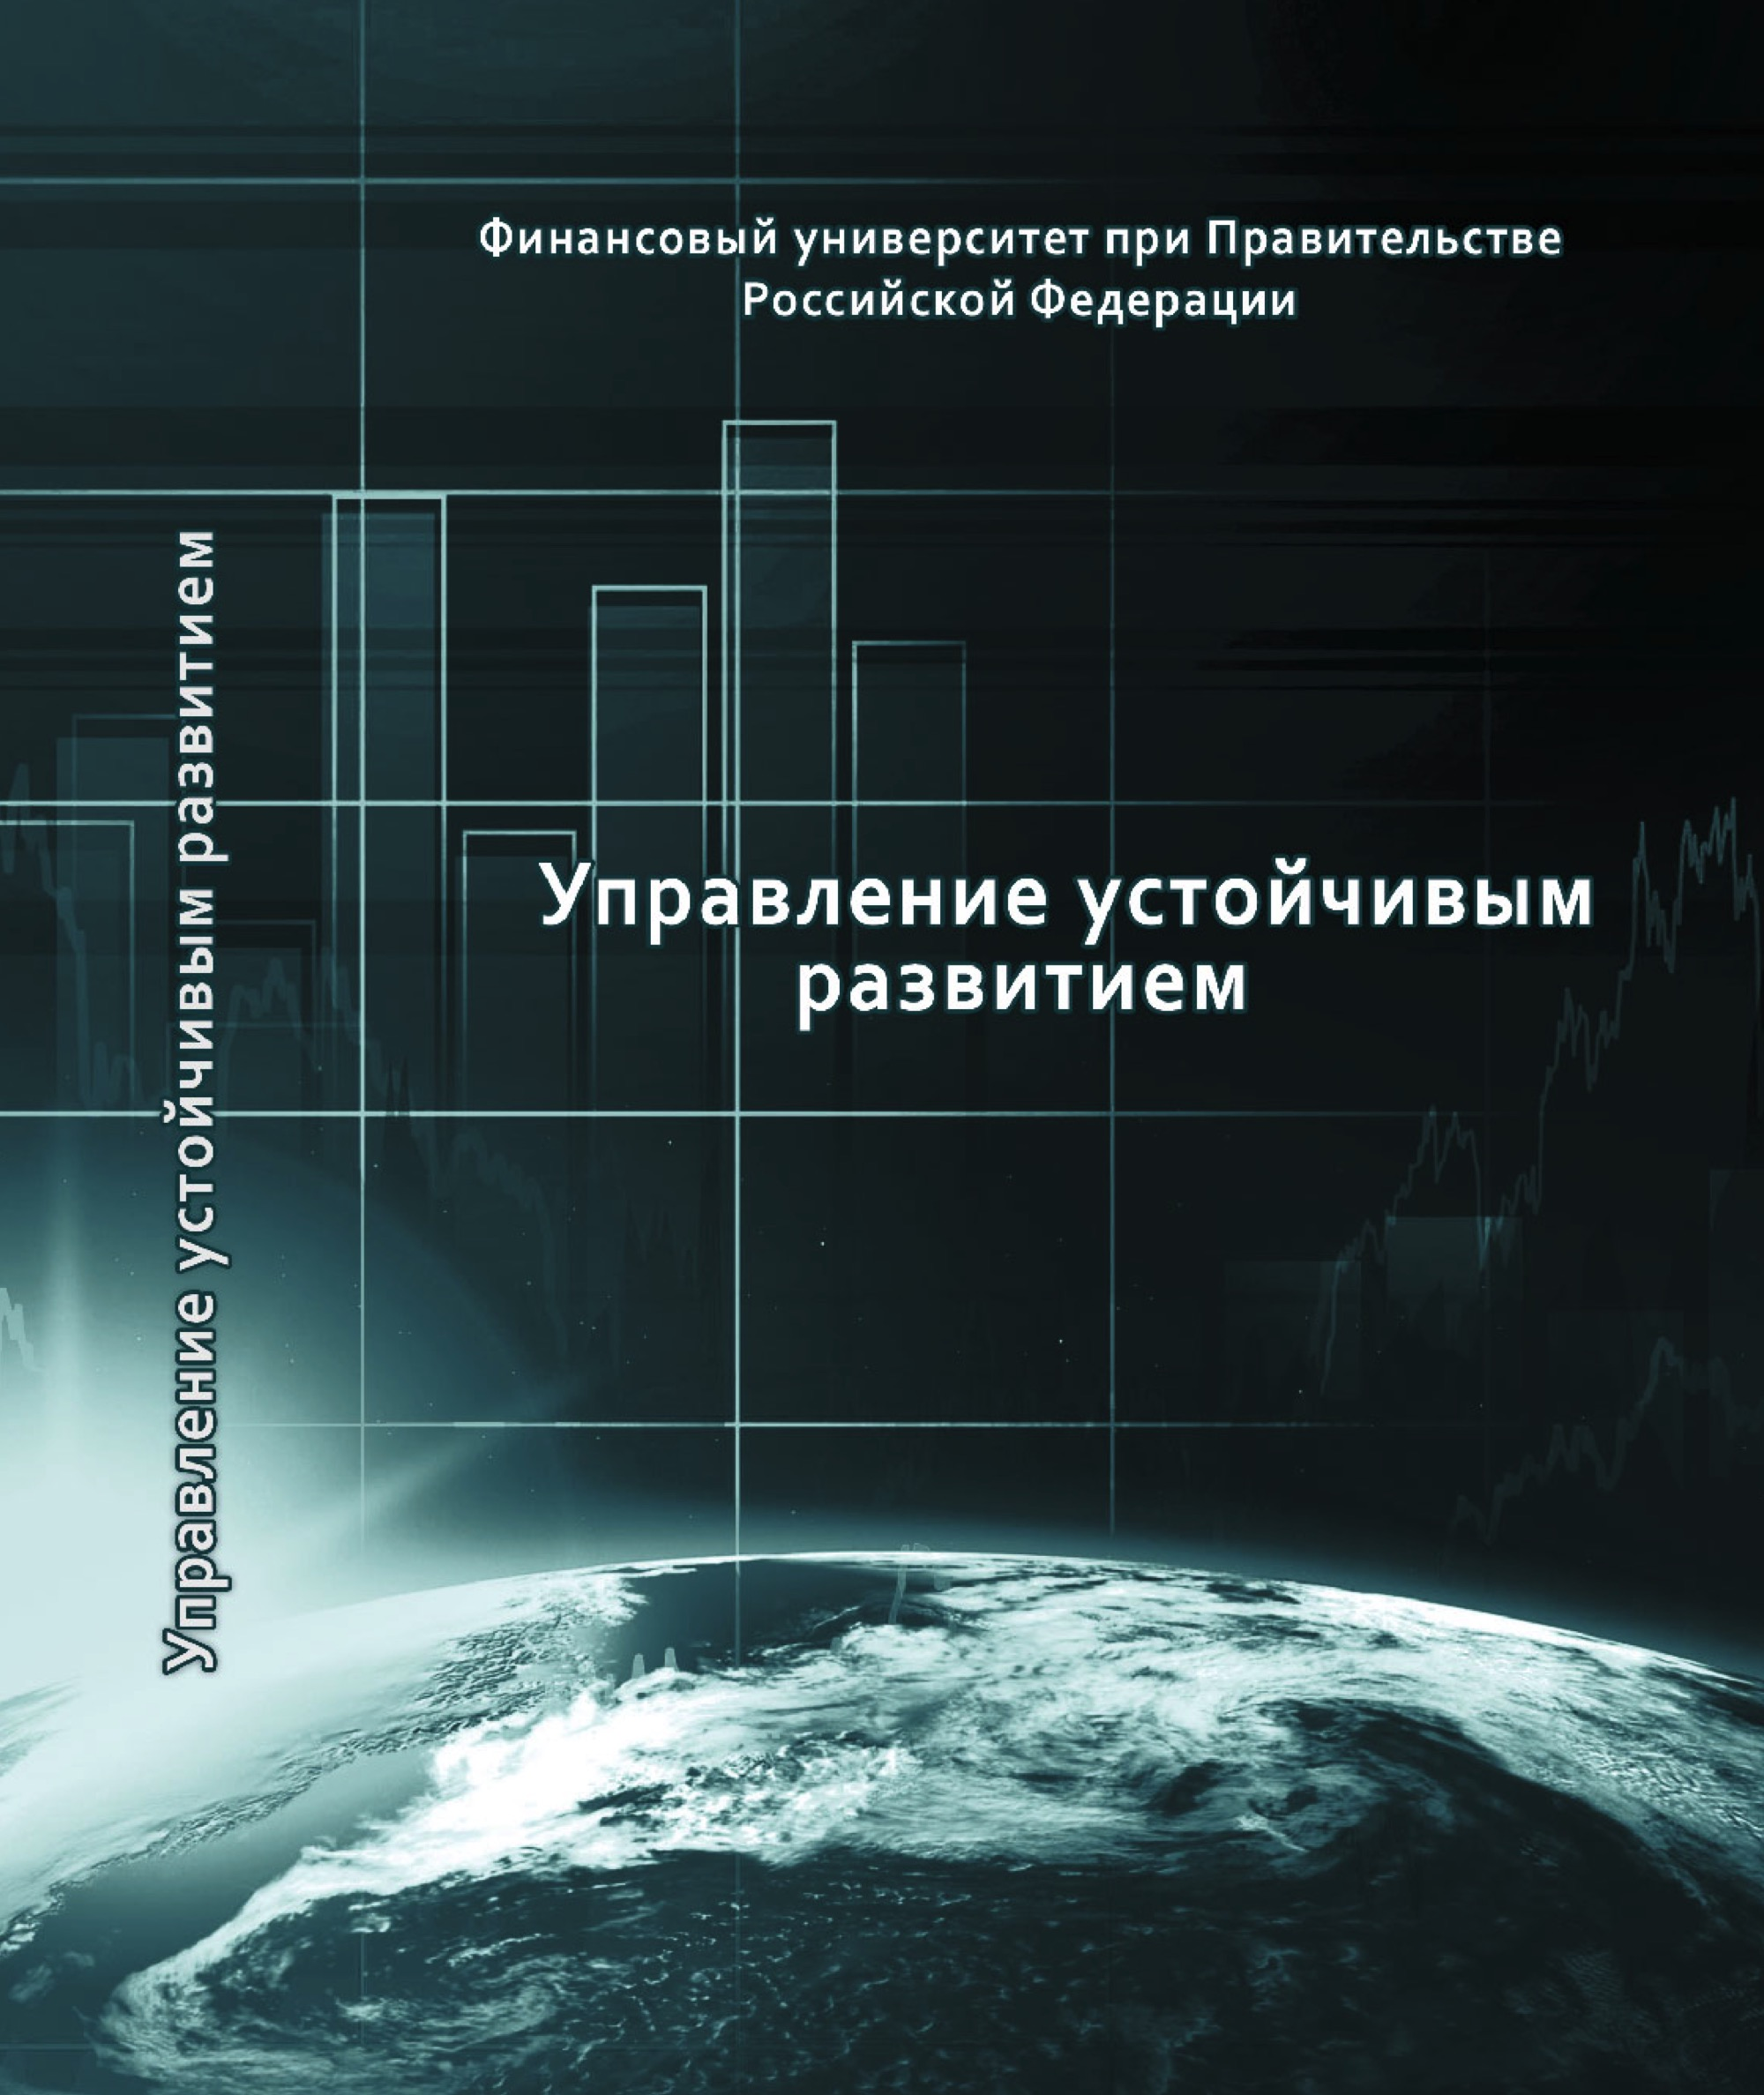 Финансовый университет при Правительстве
Российской Федерации
Управление устойчивым развитием
Управление устойчивым
развитием